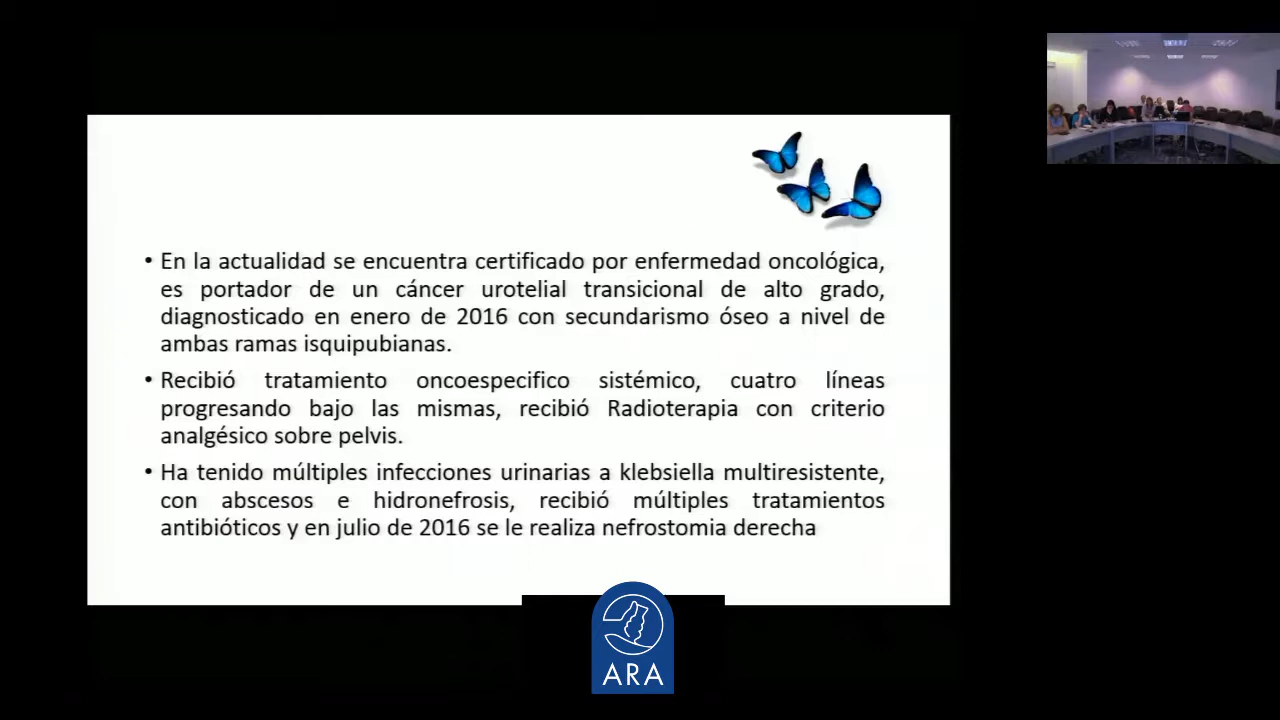 • En la actualidad se encuentra certificado por enfermedad oncológica,
es portador de un cáncer urotelial transicional de alto grado,
diagnosticado en enero de 2016 con secundarismo óseo a nivel de
ambas ramas isquipubianas.
• Recibió tratamiento oncoespecifico sistémico, cuatro líneas
progresando bajo las mismas, recibió Radioterapia con criterio
analgésico sobre pelvis.
• Ha tenido múltiples infecciones urinarias a klebsiella multiresistente,
con abscesos e hidronefrosis, recibió múltiples tratamientos
antibióticos y en julio de 2016 se le realiza nefrostomia derecha
ARA